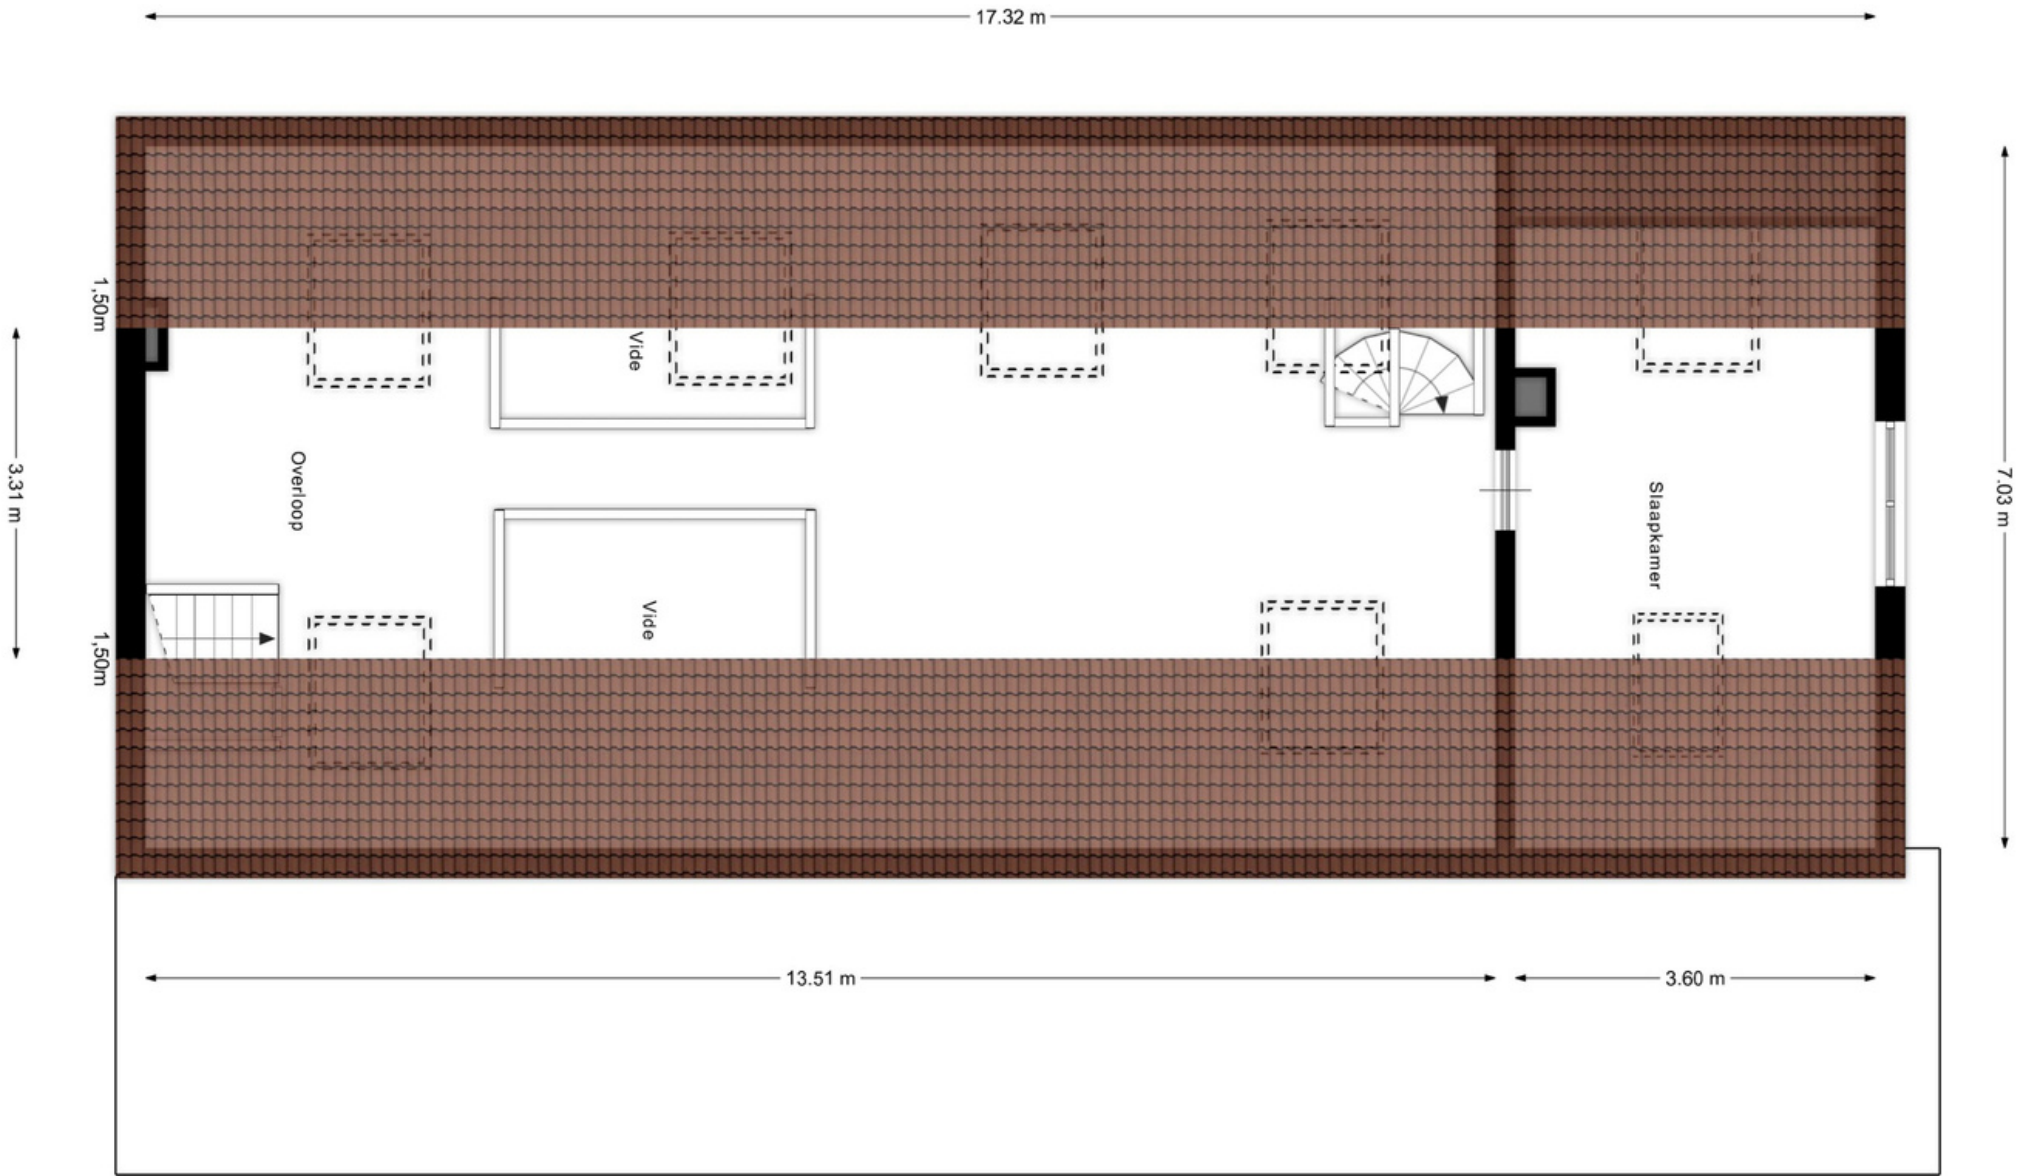 17.32 m
1,50m
Vide
3.31 m
Overloop
Slaapkamer
7.03 m
Vide
1,50m
13.51 m
3.60 m